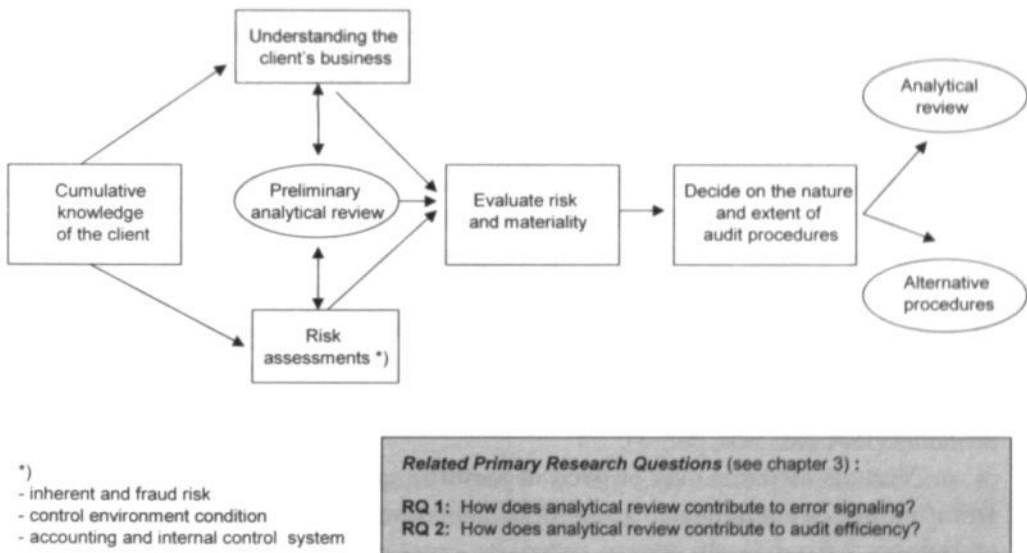 Understanding the
client's business
Cumulative
knowledge
of the client
Preliminary
analytical review
Risk
assessments *)
Evaluate risk
and materiality
Decide on the nature
and extent of
audit procedures
Analytical
review
Alternative
procedures
*)
- inherent and fraud risk
- control environment condition
- accounting and internal control system
Related Primary Research Questions (see chapter 3) :
RQ 1: How does analytical review contribute to error signaling?
RQ 2: How does analytical review contribute to audit efficiency?